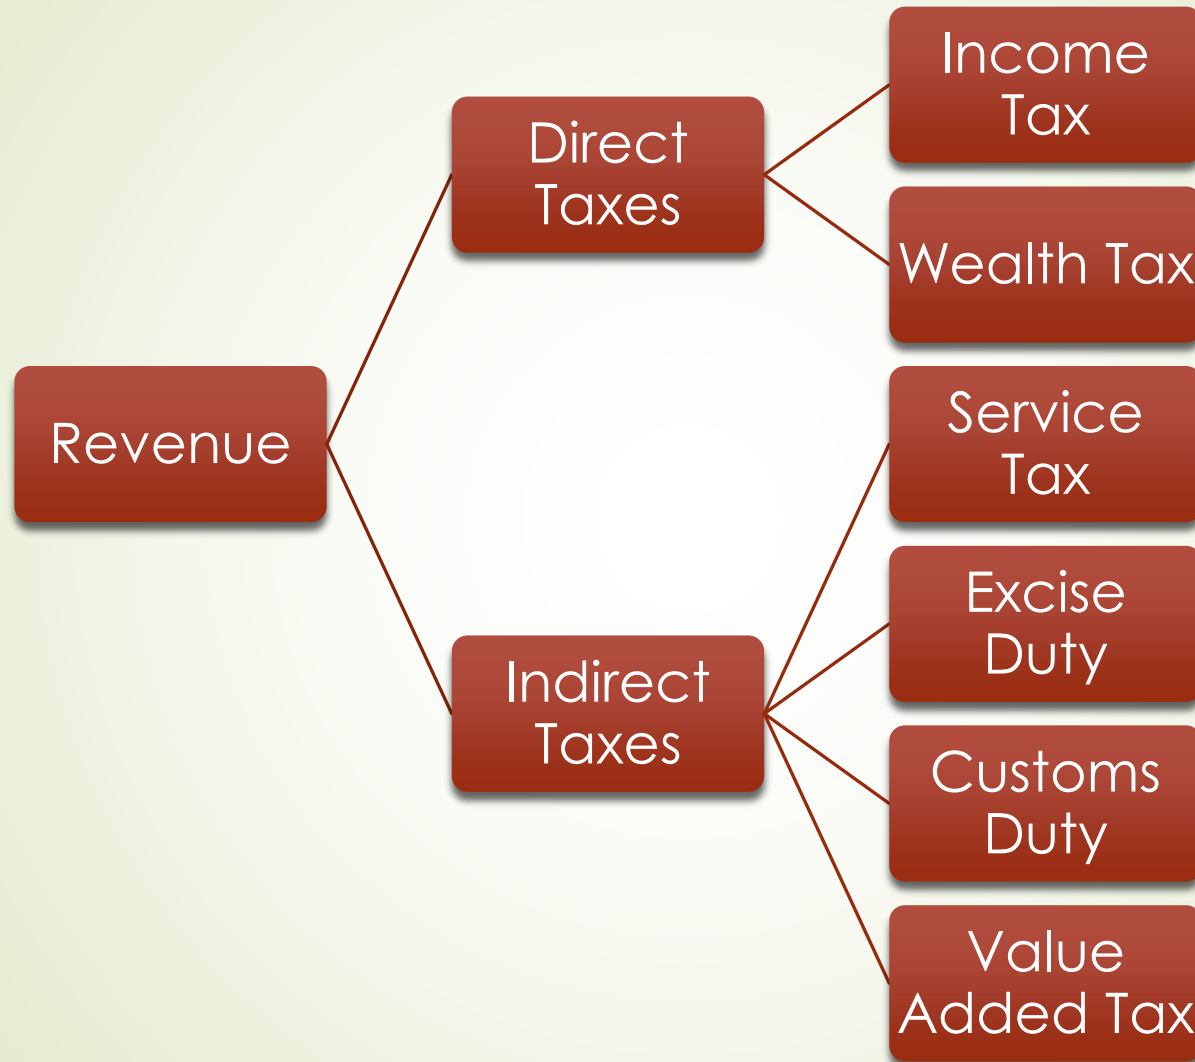 Revenue
Direct
Taxes
Income
Tax
Wealth Tax
Indirect
Taxes
Service
Tax
Excise
Duty
Customs
Duty
Value
Added Tax